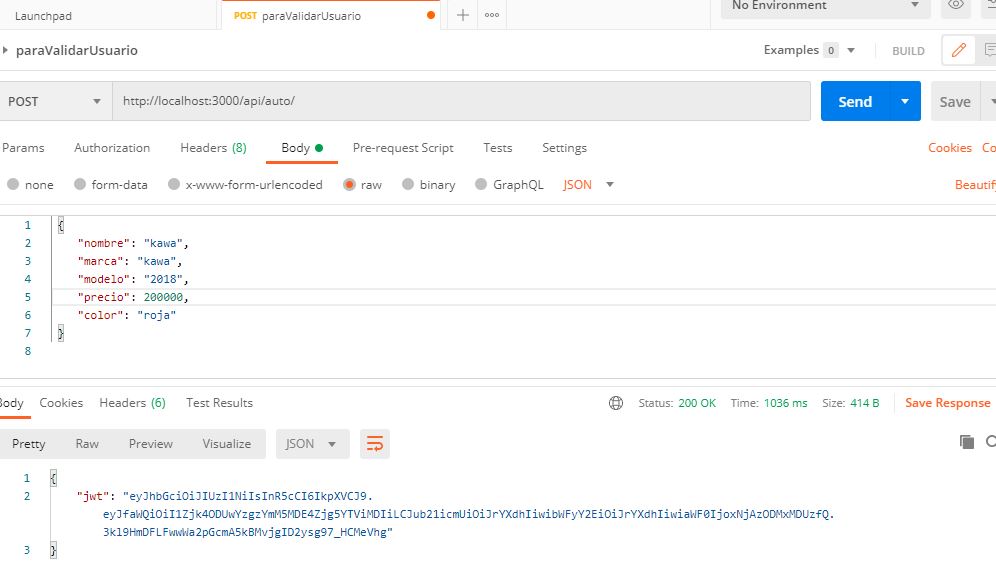 Launchpad
POST paraValidarUsuario
No Environment
paraValidarUsuario
Examples 0
BUILD
POST
http://localhost:3000/api/auto/
Send
Save
Params
Authorization
Headers (8)
Body
Pre-request Script
Tests
Settings
Cookies
Co
none
form-data
x-www-form-urlencoded
raw
binary
GraphQL
JSON
Beautify
1 {
2 "nombre": "kawa",
3 "marca": "kawa",
4 "modelo": "2018",
5 "precio": 200000,
6 "color": "roja"
7 }
8
Body
Cookies
Headers (6)
Test Results
Status: 200 OK
Time: 1036 ms
Size: 414 B
Save Response
Pretty
Raw
Preview
Visualize
JSON
1 {
2 "jwt": "eyJhbGciOiJIUzI1NiIsInR5cCI6IkpXVCJ9.
eyJfaWQiOiI1Zjk4ODUwYzgzYmM5MDE4Zjg5YTViMDIiLCJub21icmUiOiJrYXdhIiwibWFyY2EiOiJrYXdhIiwiaWF0IjoxNjAzODMxMDUzfQ.
3kl9HmDFLFwwWa2pGcmA5kBMvjgID2ysg97_HCMeVhg"
3 }